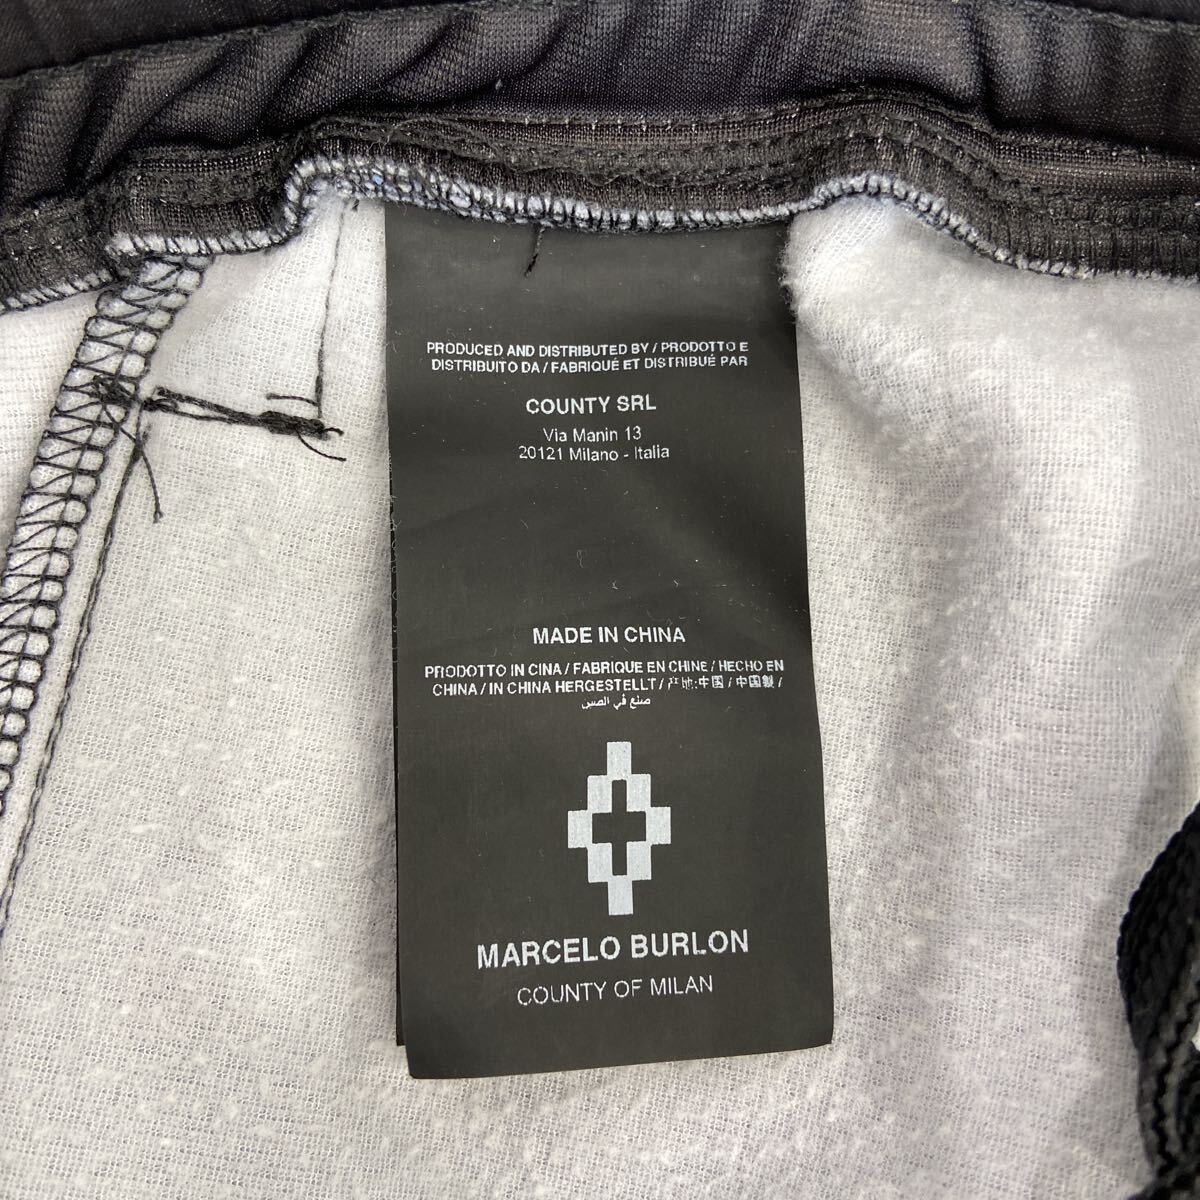 PRODUCED AND DISTRIBUTED BY / PRODOTTO E
DISTRIBUITO DA / FABRIQUÉ ET DISTRIBUÉ PAR
COUNTY SRL
Via Manin 13
20121 Milano - Italia
MADE IN CHINA
PRODOTTO IN CINA / FABRIQUE EN CHINE / HECHO EN
CHINA / IN CHINA HERGESTELLT / 产地:中国 / 中国製 /
صنع في الصين
MARCELO BURLON
COUNTY OF MILAN